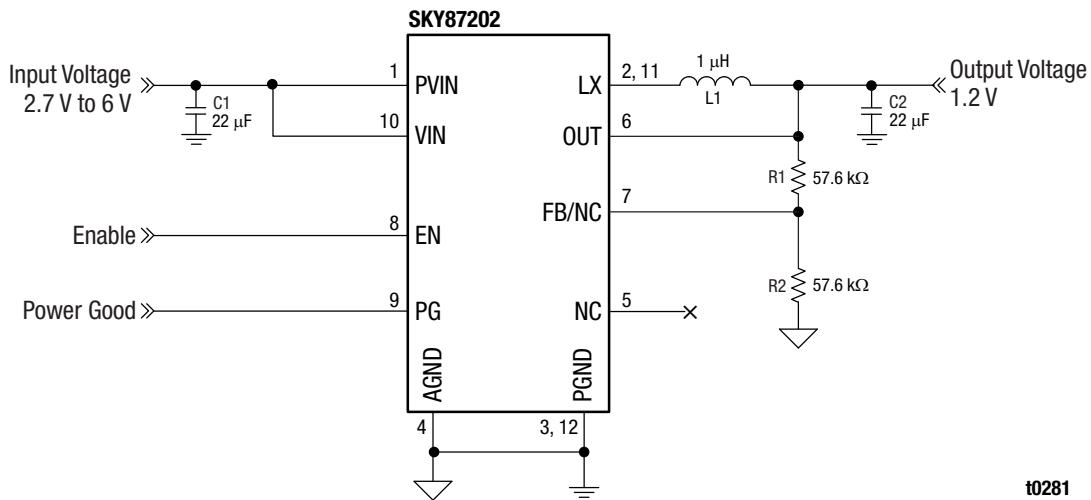 SKY87202
Input Voltage
2.7 V to 6 V
1
PVIN
LX
2, 11
1 μH
L1
Output Voltage
1.2 V
C1
22 μF
C2
22 μF
10
VIN
OUT
6
R1
57.6 kΩ
FB/NC
7
Enable
8
EN
R2
57.6 kΩ
Power Good
9
PG
NC
5
AGND
PGND
4
3, 12
t0281